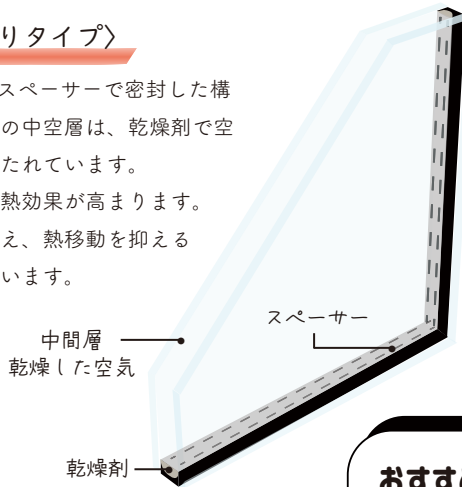 りタイプ〉
スペーサーで密封した構
の中空層は、乾燥剤で空
たれています。
熱効果が高まります。
え、熱移動を抑える
います。
スペーサー
中間層
乾燥した空気
乾燥剤
おすす